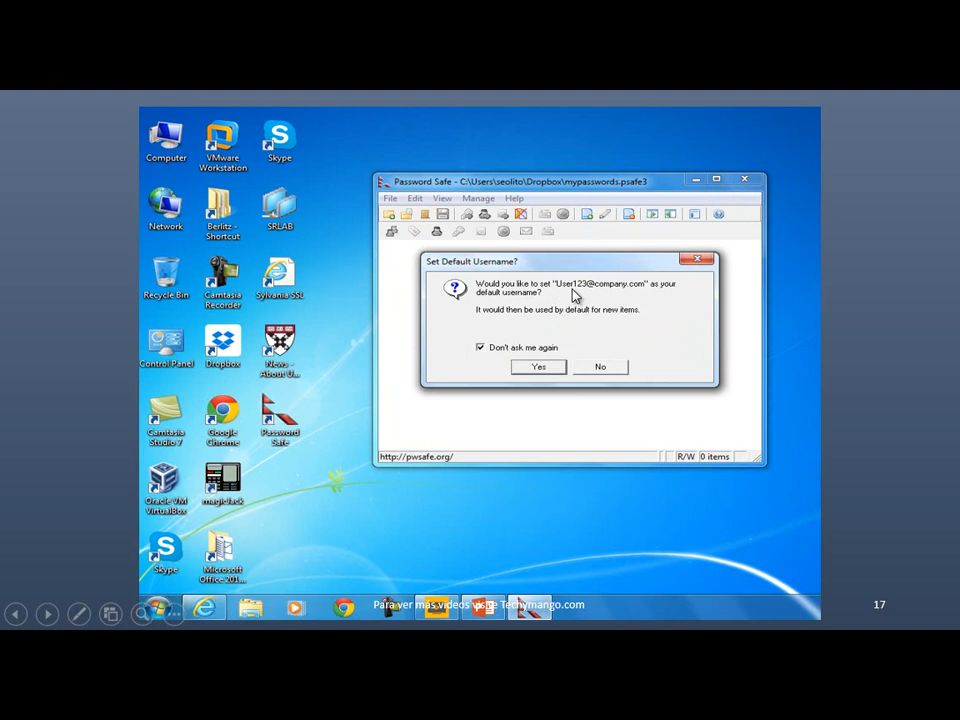 Computer
VMware
Workstation
Skype
Network
Berlitz -
Shortcut
SRLAB
Recycle Bin
Camtasia
Recorder
Sylvania SSL
Control Panel
Dropbox
News -
About U...
Camtasia
Studio 7
Google
Chrome
Password
Safe
Oracle VM
VirtualBox
magicJack
Skype
Microsoft
Office 201...
Password Safe - C:\Users\seolito\Dropbox\mypasswords.psafe3
File Edit View Manage Help
Set Default Username?
Would you like to set "User123@company.com" as your
default username?
It would then be used by default for new items.
Don't ask me again
Yes No
http://pwsafe.org/ R/W 0 items
Para ver más videos visite Techymango.com
17